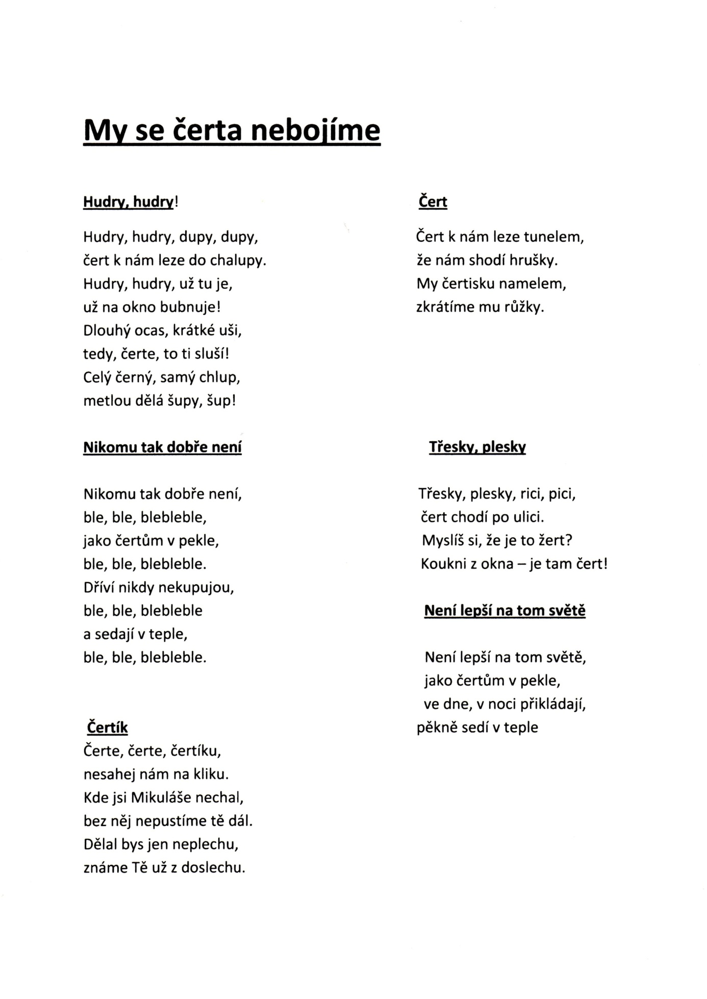 My se čerta nebojíme
Hudry, hudry!
Hudry, hudry, dupy, dupy,
čert k nám leze do chalupy.
Hudry, hudry, už tu je,
už na okno bubnuje!
Dlouhý ocas, krátké uši,
tedy, čerte, to ti sluší!
Celý černý, samý chlup,
metlou dělá šupy, šup!
Čert
Čert k nám leze tunelem,
že nám shodí hrušky.
My čertisku namelem,
zkrátíme mu růžky.
Nikomu tak dobře není
Nikomu tak dobře není,
ble, ble, blebleble,
jako čertům v pekle,
ble, ble, blebleble.
Dříví nikdy nekupujou,
ble, ble, blebleble
a sedají v teple,
ble, ble, blebleble.
Třesky, plesky
Třesky, plesky, rici, pici,
čert chodí po ulici.
Myslíš si, že je to žert?
Koukni z okna – je tam čert!
Není lepší na tom světě
Není lepší na tom světě,
jako čertům v pekle,
ve dne, v noci přikládají,
pěkně sedí v teple
Čertík
Čerte, čerte, čertíku,
nesahej nám na kliku.
Kde jsi Mikuláše nechal,
bez něj nepustíme tě dál.
Dělal bys jen neplechu,
známe Tě už z doslechu.